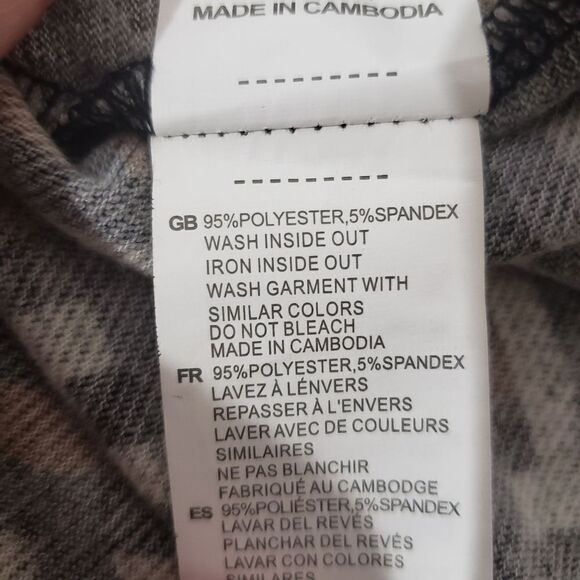 MADE IN CAMBODIA
----------
----------
GB 95%POLYESTER,5%SPANDEX
WASH INSIDE OUT
IRON INSIDE OUT
WASH GARMENT WITH
SIMILAR COLORS
DO NOT BLEACH
MADE IN CAMBODIA
FR 95%POLYESTER,5%SPANDEX
LAVEZ À LÉNVERS
REPASSER À L'ENVERS
LAVER AVEC DE COULEURS
SIMILAIRES
NE PAS BLANCHIR
FABRIQUÉ AU CAMBODGE
ES 95%POLIÉSTER,5%SPANDEX
LAVAR DEL REVÉS
PLANCHAR DEL REVÉS
LAVAR CON COLORES
SIMILARES